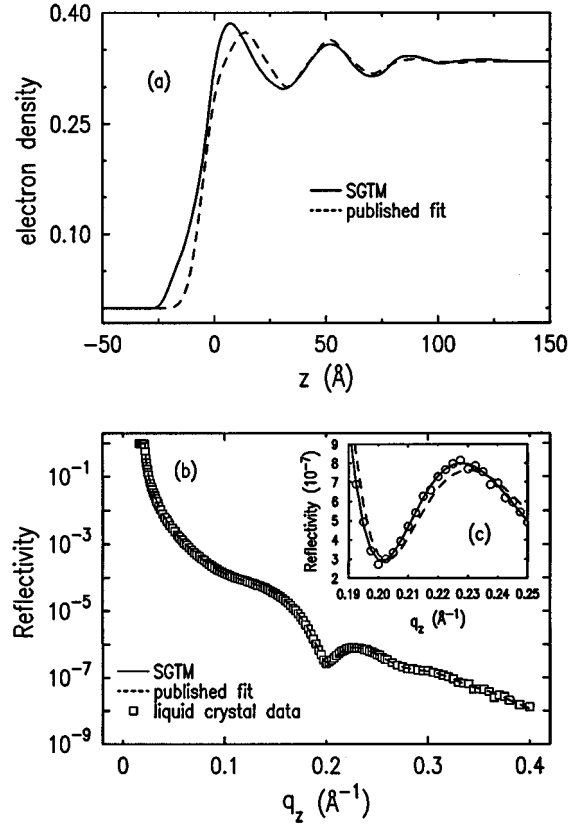 0.40
(a)
0.25
electron density
SGTM
published fit
0.10
−50 0 50 100 150
z (Å)
(b)
10⁻¹
10⁻³
10⁻⁵
10⁻⁷
10⁻⁹
Reflectivity
9
8
7
6
5
4
3
2
Reflectivity (10⁻⁷)
(c)
0.19 0.20 0.21 0.22 0.23 0.24 0.25
q_z (Å⁻¹)
SGTM
published fit
liquid crystal data
0 0.1 0.2 0.3 0.4
q_z (Å⁻¹)